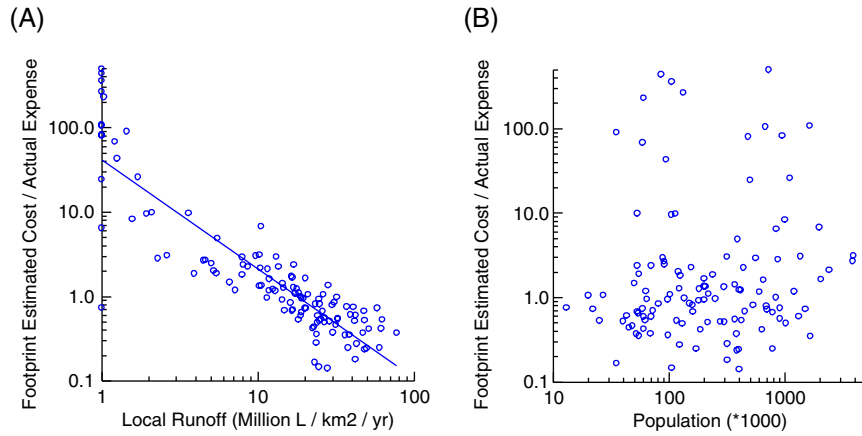 (A)
Footprint Estimated Cost / Actual Expense
100.0
10.0
1.0
0.1
1
10
100
Local Runoff (Million L / km2 / yr)
(B)
Footprint Estimated Cost / Actual Expense
100.0
10.0
1.0
0.1
10
100
1000
Population (*1000)